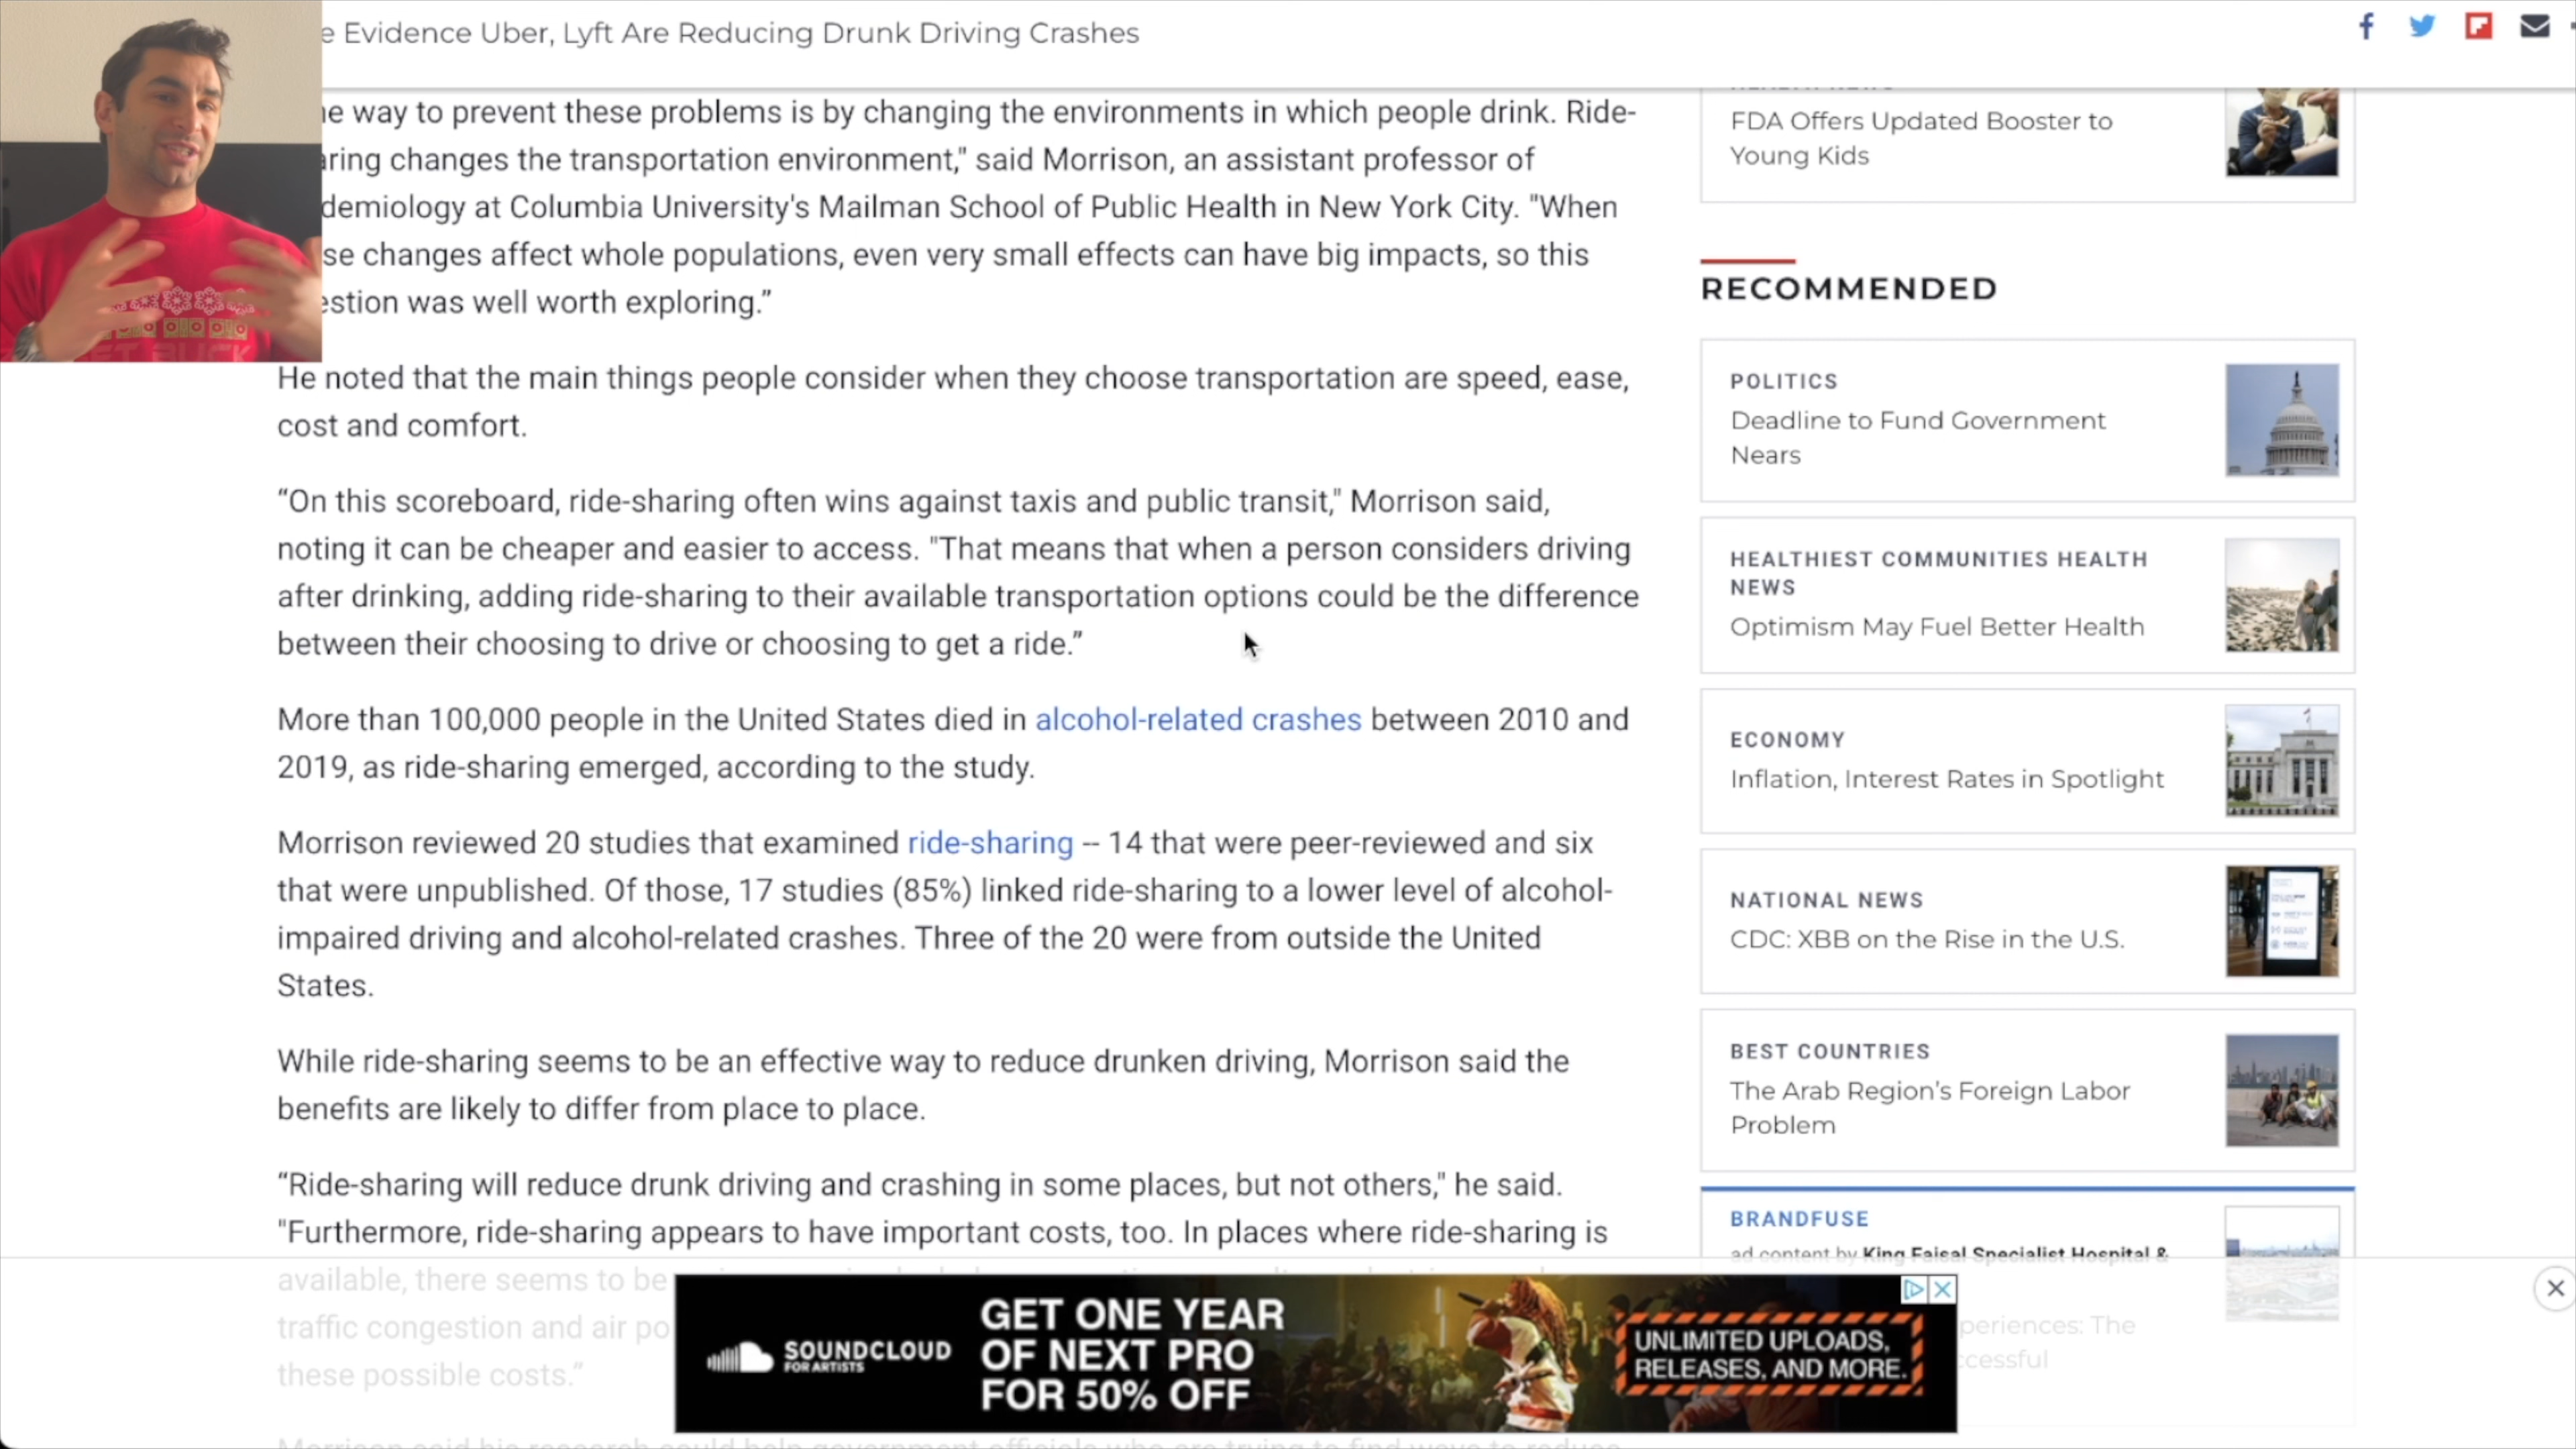 e Evidence Uber, Lyft Are Reducing Drunk Driving Crashes
e way to prevent these problems is by changing the environments in which people drink. Ride-
aring changes the transportation environment," said Morrison, an assistant professor of
demiology at Columbia University's Mailman School of Public Health in New York City. "When
se changes affect whole populations, even very small effects can have big impacts, so this
estion was well worth exploring.”
He noted that the main things people consider when they choose transportation are speed, ease,
cost and comfort.
“On this scoreboard, ride-sharing often wins against taxis and public transit," Morrison said,
noting it can be cheaper and easier to access. "That means that when a person considers driving
after drinking, adding ride-sharing to their available transportation options could be the difference
between their choosing to drive or choosing to get a ride.”
More than 100,000 people in the United States died in alcohol-related crashes between 2010 and
2019, as ride-sharing emerged, according to the study.
Morrison reviewed 20 studies that examined ride-sharing -- 14 that were peer-reviewed and six
that were unpublished. Of those, 17 studies (85%) linked ride-sharing to a lower level of alcohol-
impaired driving and alcohol-related crashes. Three of the 20 were from outside the United
States.
While ride-sharing seems to be an effective way to reduce drunken driving, Morrison said the
benefits are likely to differ from place to place.
“Ride-sharing will reduce drunk driving and crashing in some places, but not others," he said.
"Furthermore, ride-sharing appears to have important costs, too. In places where ride-sharing is
available, there seems to be
traffic congestion and air po
these possible costs.”
FDA Offers Updated Booster to
Young Kids
RECOMMENDED
POLITICS
Deadline to Fund Government
Nears
HEALTHIEST COMMUNITIES HEALTH
NEWS
Optimism May Fuel Better Health
ECONOMY
Inflation, Interest Rates in Spotlight
NATIONAL NEWS
CDC: XBB on the Rise in the U.S.
BEST COUNTRIES
The Arab Region's Foreign Labor
Problem
BRANDFUSE
ad content by King Faisal Specialist Hospital &
periences: The
ccessful
SOUNDCLOUD
FOR ARTISTS
GET ONE YEAR
OF NEXT PRO
FOR 50% OFF
UNLIMITED UPLOADS,
RELEASES, AND MORE.